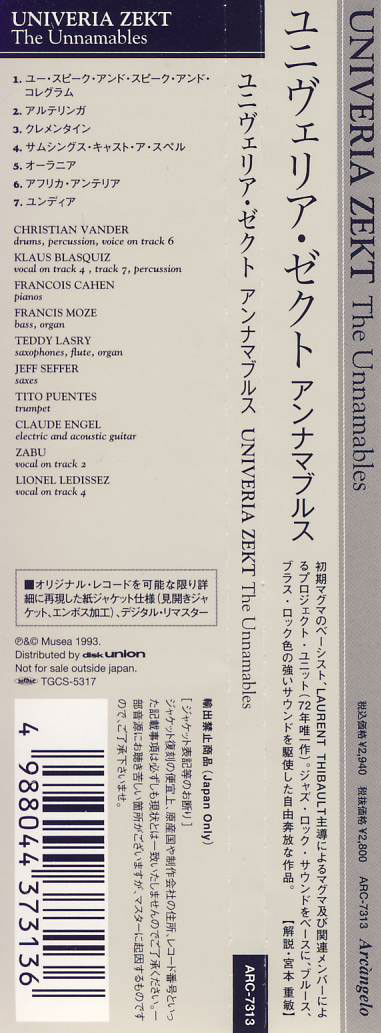 UNIVERIA ZEKT
The Unnamables
1. ユー・スピーク・アンド・スピーク・アンド・
コレグラム
2. アルテリンガ
3. クレメンタイン
4. サムシングス・キャスト・ア・スペル
5. オーラニア
6. アフリカ・アンテリア
7. ユンディア
CHRISTIAN VANDER
drums, percussion, voice on track 6
KLAUS BLASQUIZ
vocal on track 4 , track 7, percussion
FRANCOIS CAHEN
pianos
FRANCIS MOZE
bass, organ
TEDDY LASRY
saxophones, flute, organ
JEFF SEFFER
saxes
TITO PUENTES
trumpet
CLAUDE ENGEL
electric and acoustic guitar
ZABU
vocal on track 2
LIONEL LEDISSEZ
vocal on track 4
■オリジナル・レコードを可能な限り詳
細に再現した紙ジャケット仕様(見開きジャ
ケット、エンボス加工)、デジタル・リマスター
℗&© Musea 1993.
Distributed by disk union
Not for sale outside japan.
TGCS-5317
4 988044 373136
輸出禁止商品(Japan Only)
[ジャケット表記等のお断り]
ジャケット復刻の便宜上、原産国や制作会社の住所、レコード番号といっ
た記載事項は必ずしも現状とは一致いたしませんのでご了承ください。一
部音源にお聴き苦しい箇所がございますが、マスターに起因するものです
ので、ご了承下さいませ。
ユニヴェリア・ゼクト アンナマブルス UNIVERIA ZEKT The Unnamables
ARC-7313
ユニヴェリア・ゼクト アンナマブルス
初期マグマのベーシスト、LAURENT THIBAULT主導によるマグマ及び関連メンバーによ
るプロジェクト・ユニット(72年唯一作)。ジャズ・ロック・サウンドをベースに、ブルース、
ブラス・ロック色の強いサウンドを駆使した自由奔放な作品。
【解説・宮本 重敏】
UNIVERIA ZEKT The Unnamables
税込価格 ¥2,940 税抜価格 ¥2,800 ARC-7313 Arcàngelo